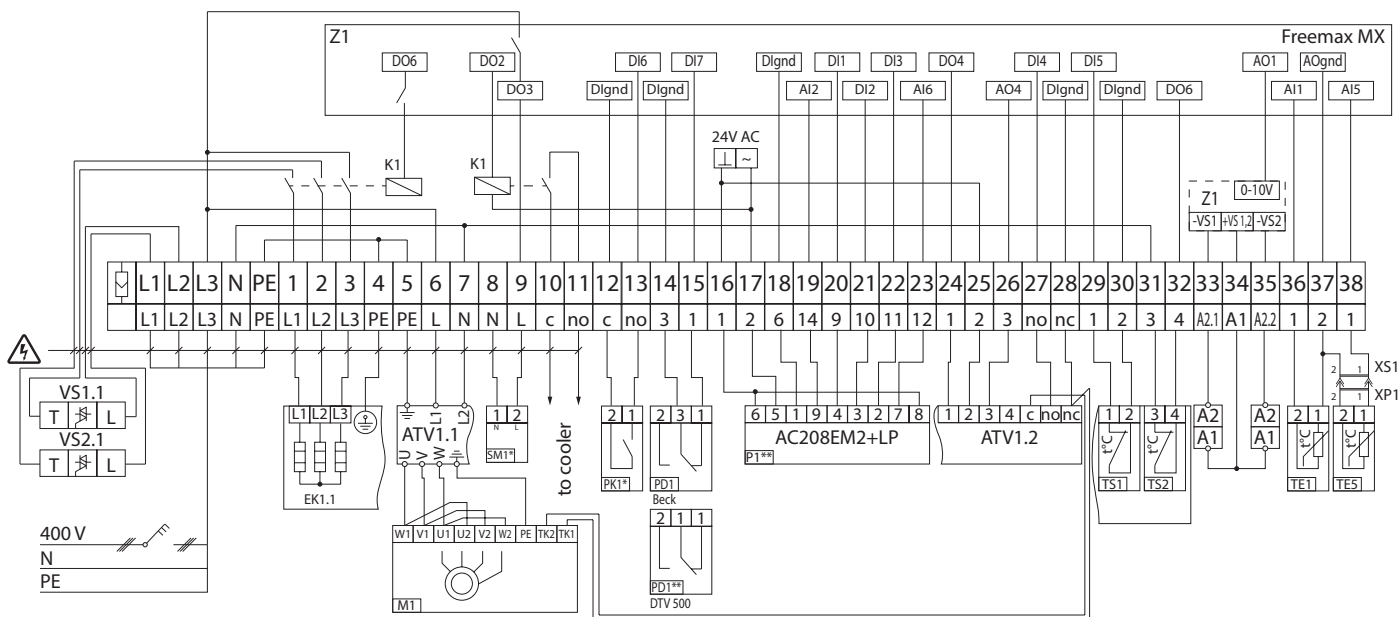 Z1 Freemax MX
DO6 DO2 DI6 DI7 DIgnd DI1 DI3 DO4 DI4 DI5 AO1 AOgnd
DO3 DIgnd DIgnd AI2 DI2 AI6 AO4 DIgnd DIgnd DO6 AI1 AI5
24V AC
⊥ ~
K1 K1
Z1 0-10V
-VS1 +VS1,2 -VS2
L1 L2 L3 N PE 1 2 3 4 5 6 7 8 9 10 11 12 13 14 15 16 17 18 19 20 21 22 23 24 25 26 27 28 29 30 31 32 33 34 35 36 37 38
L1 L2 L3 N PE L1 L2 L3 PE PE L N N L c no c no 3 1 1 2 6 14 9 10 11 12 1 2 3 no nc 1 2 3 4 A2.1 A1 A2.2 1 2 1
2 1 XS1
2 1 XP1
VS1.1
T L
VS2.1
T L
L1 L2 L3
EK1.1
L1 L2
ATV1.1
U V W
1 2
N L
SM1*
to cooler
2 1
PK1*
2 3 1
PD1
Beck
2 1 1
PD1**
DTV 500
6 5 1 9 4 3 2 7 8
AC208EM2+LP
P1**
1 2 3 4 c no nc
ATV1.2
1 2
t°C
TS1
3 4
t°C
TS2
A2
A1
A2
A1
2 1
t°C
TE1
2 1
t°C
TE5
400 V
N
PE
W1 V1 U1 U2 V2 W2 PE TK2 TK1
M1